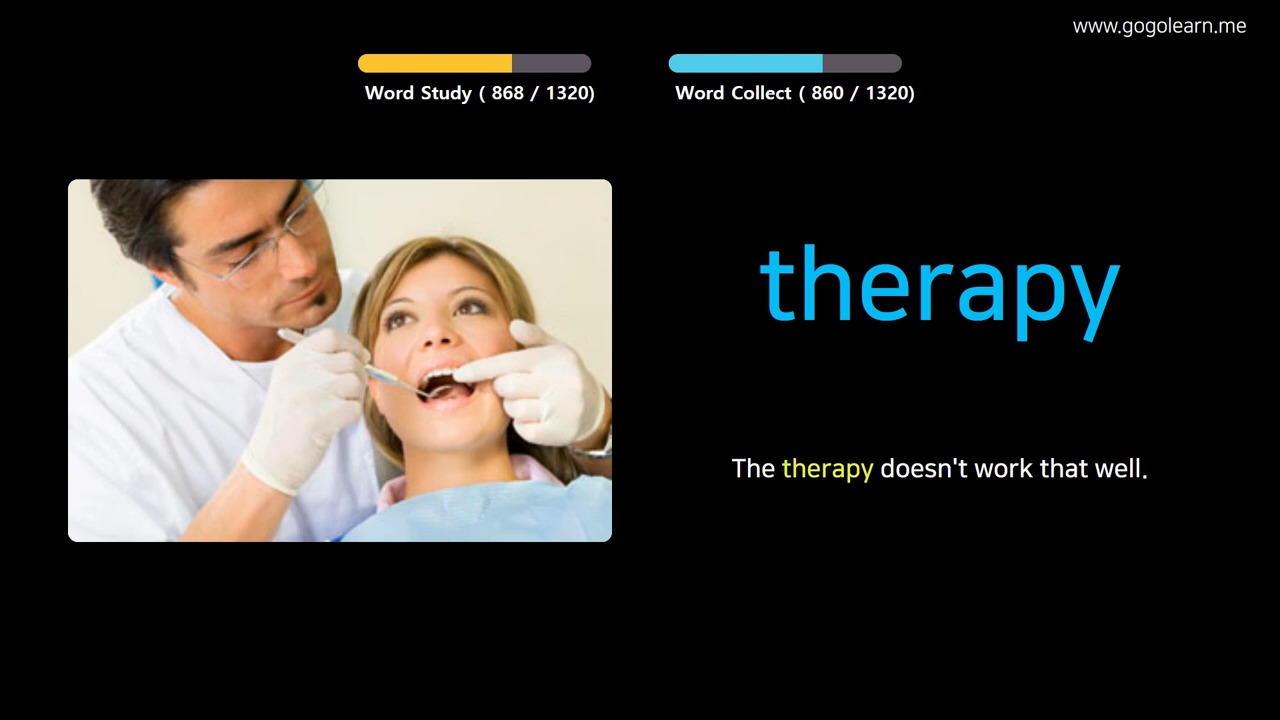 www.gogolearn.me
Word Study ( 868 / 1320)
Word Collect ( 860 / 1320)
therapy
The therapy doesn't work that well.